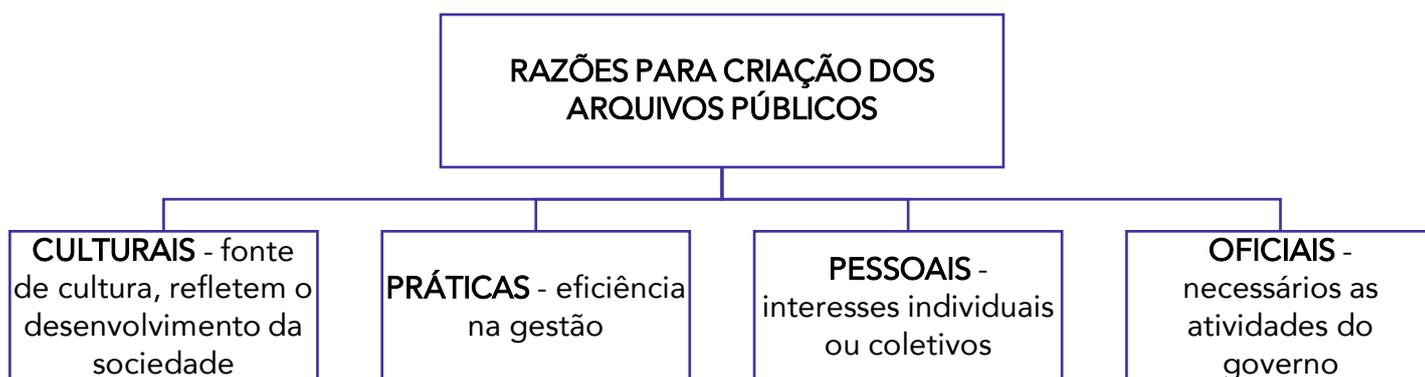 RAZÕES PARA CRIAÇÃO DOS
ARQUIVOS PÚBLICOS
CULTURAIS - fonte
de cultura, refletem o
desenvolvimento da
sociedade
PRÁTICAS - eficiência
na gestão
PESSOAIS -
interesses individuais
ou coletivos
OFICIAIS -
necessários as
atividades do
governo